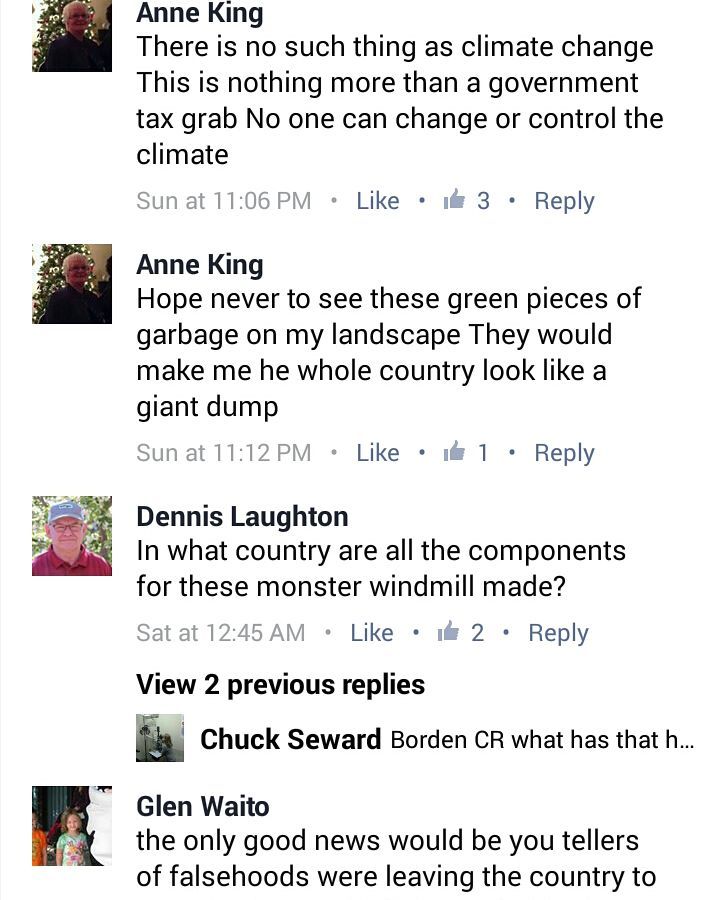 Anne King
There is no such thing as climate change
This is nothing more than a government
tax grab No one can change or control the
climate
Sun at 11:06 PM • Like • 3 • Reply
Anne King
Hope never to see these green pieces of
garbage on my landscape They would
make me he whole country look like a
giant dump
Sun at 11:12 PM • Like • 1 • Reply
Dennis Laughton
In what country are all the components
for these monster windmill made?
Sat at 12:45 AM • Like • 2 • Reply
View 2 previous replies
Chuck Seward Borden CR what has that h...
Glen Waito
the only good news would be you tellers
of falsehoods were leaving the country to